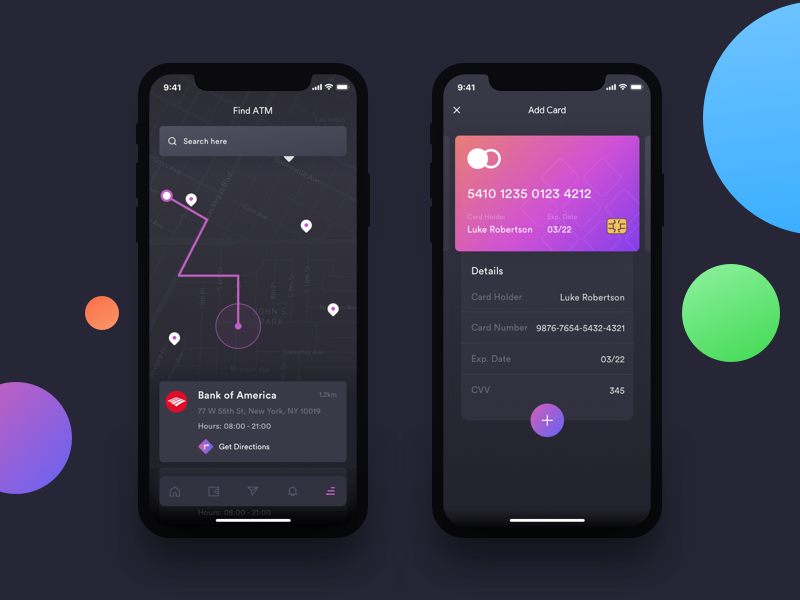 9:41
Find ATM
Search here
JOHN S.
PARK
Bank of America
1.2km
77 W 55th St, New York, NY 10019
Hours: 08:00 - 21:00
Get Directions
Hours: 08:00 - 21:00
9:41
Add Card
5410 1235 0123 4212
Card Holder
Exp. Date
Luke Robertson
03/22
Details
Card Holder
Luke Robertson
Card Number
9876-7654-5432-4321
Exp. Date
03/22
CVV
345